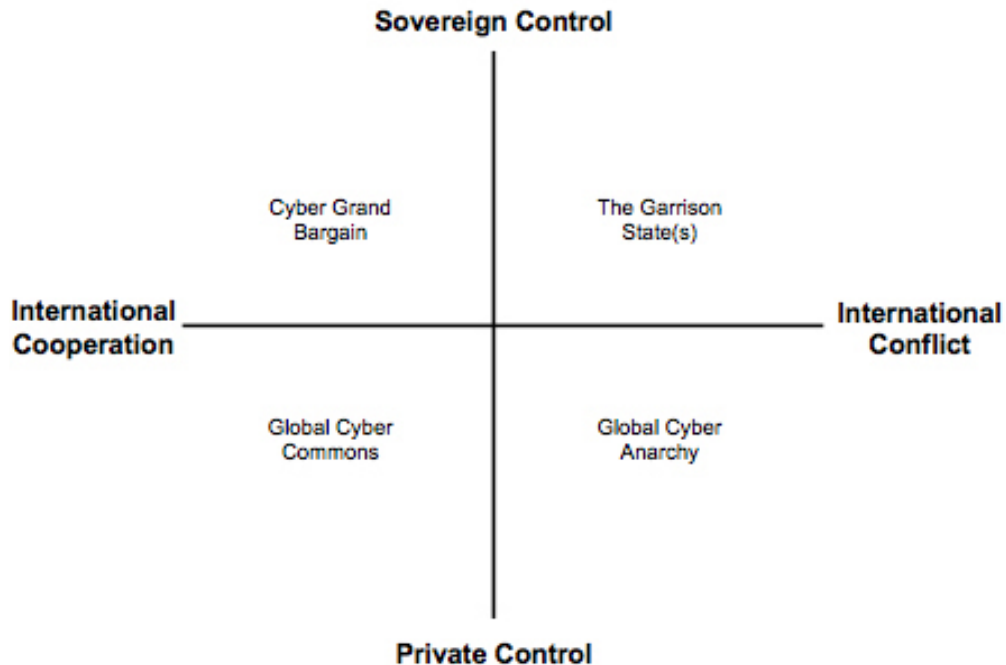 Sovereign Control
Cyber Grand
Bargain
The Garrison
State(s)
International
Cooperation
International
Conflict
Global Cyber
Commons
Global Cyber
Anarchy
Private Control